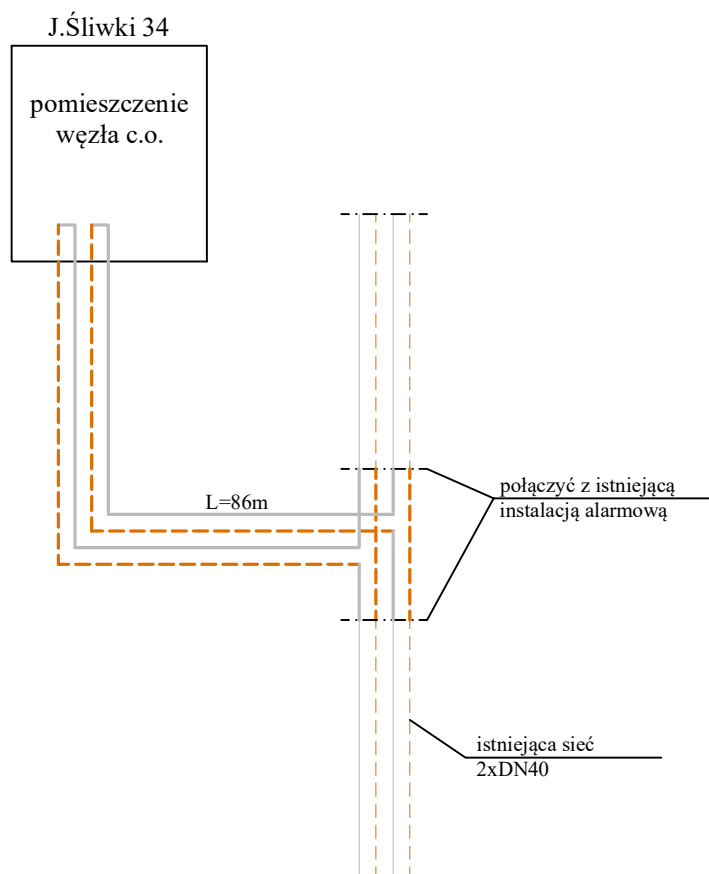 J.Śliwki 34
pomieszczenie
węzła c.o.
L=86m
połączyć z istniejącą
instalacją alarmową
istniejąca sieć
2xDN40